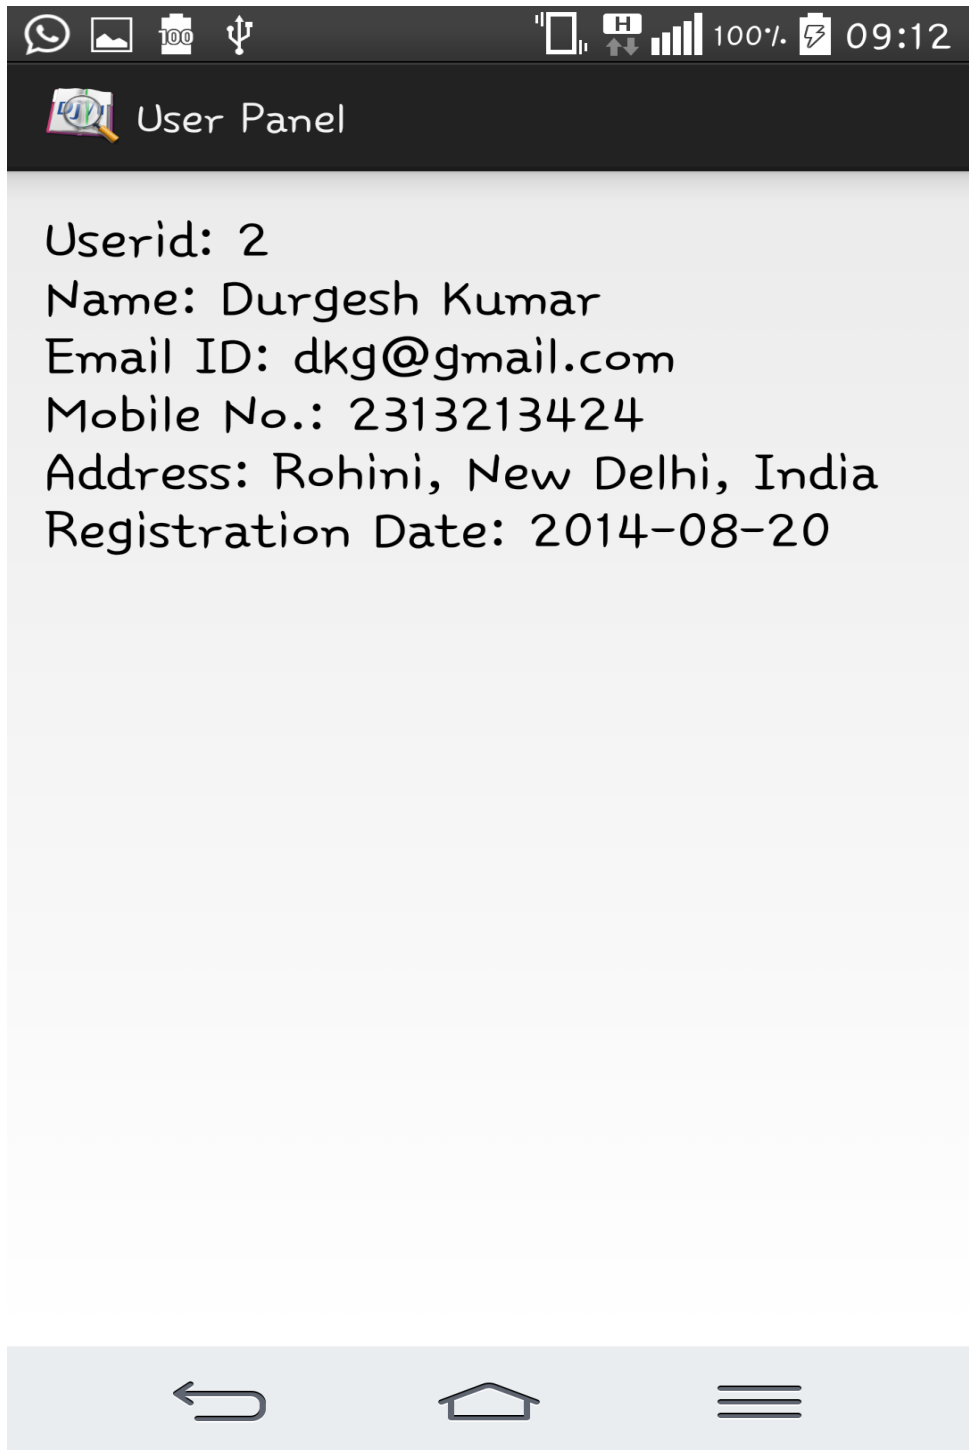 100 H 100% 09:12
User Panel
Userid: 2
Name: Durgesh Kumar
Email ID: dkg@gmail.com
Mobile No.: 2313213424
Address: Rohini, New Delhi, India
Registration Date: 2014-08-20